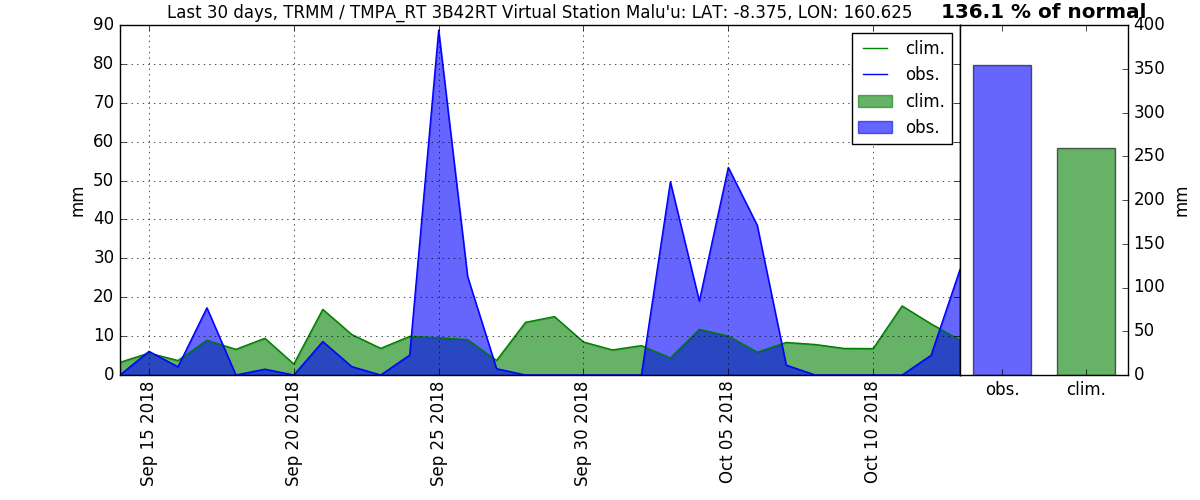 Last 30 days, TRMM / TMPA_RT 3B42RT Virtual Station Malu'u: LAT: -8.375, LON: 160.625
136.1 % of normal
90
80
70
60
50
40
30
20
10
0
mm
clim.
obs.
clim.
obs.
Sep 15 2018
Sep 20 2018
Sep 25 2018
Sep 30 2018
Oct 05 2018
Oct 10 2018
400
350
300
250
200
150
100
50
0
mm
obs.
clim.